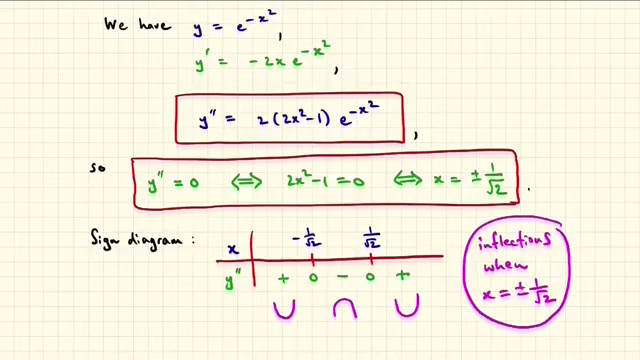 We have y = e^{-x^2},
y' = -2x e^{-x^2},
y'' = 2(2x^2-1) e^{-x^2},
so y'' = 0 ⟺ 2x^2-1 = 0 ⟺ x = ± 1/√2.
Sign diagram: x -1/√2 1/√2
y'' + 0 - 0 +
∪ ∩ ∪
inflections
when
x = ± 1/√2